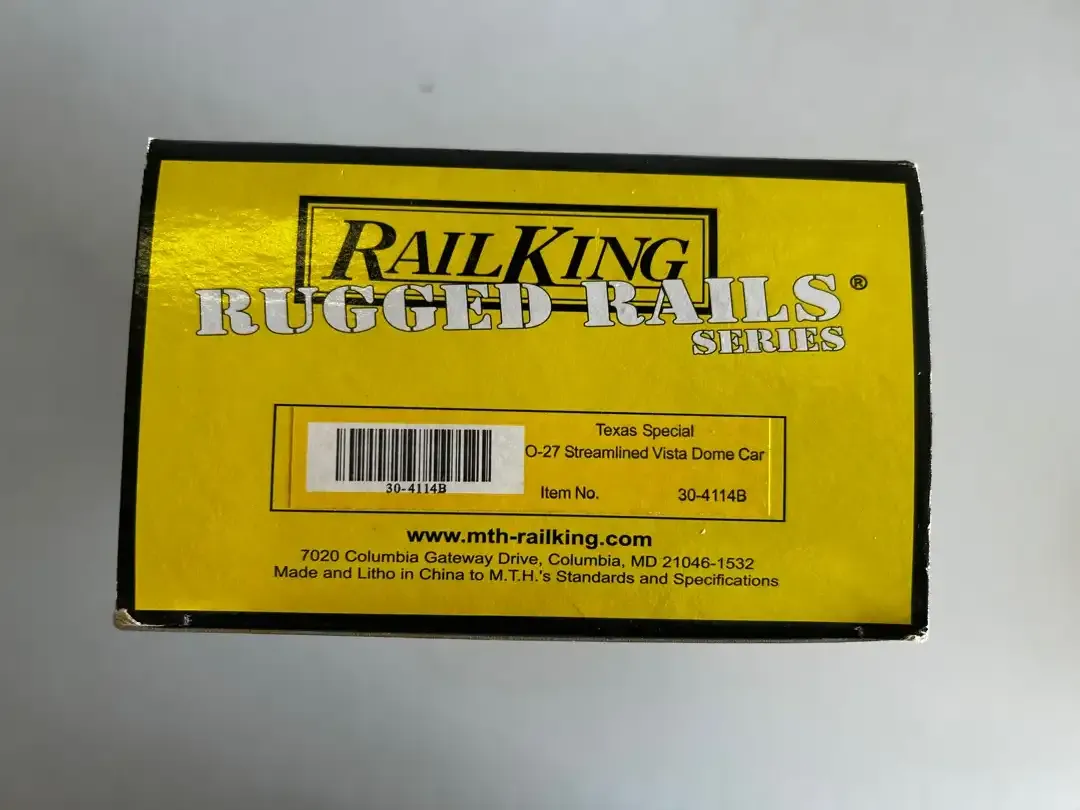 RAILKING
RUGGED RAILS®
SERIES
Texas Special
O-27 Streamlined Vista Dome Car
30-4114B
Item No. 30-4114B
www.mth-railking.com
7020 Columbia Gateway Drive, Columbia, MD 21046-1532
Made and Litho in China to M.T.H.'s Standards and Specifications